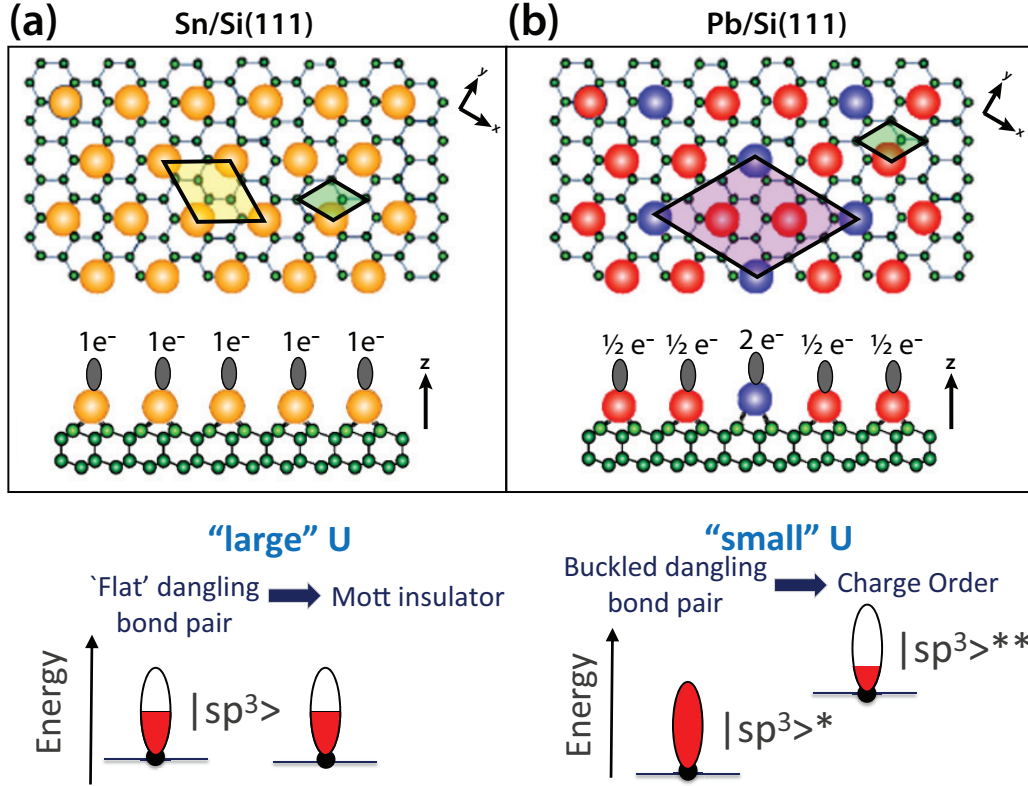 (a) Sn/Si(111)
(b) Pb/Si(111)
y
x
y
x
1e⁻ 1e⁻ 1e⁻ 1e⁻ 1e⁻
z
½ e⁻ ½ e⁻ 2 e⁻ ½ e⁻ ½ e⁻
z
“large” U
`Flat’ dangling
bond pair
Mott insulator
Energy
|sp³>
“small” U
Buckled dangling
bond pair
Charge Order
Energy
|sp³>*
|sp³>**